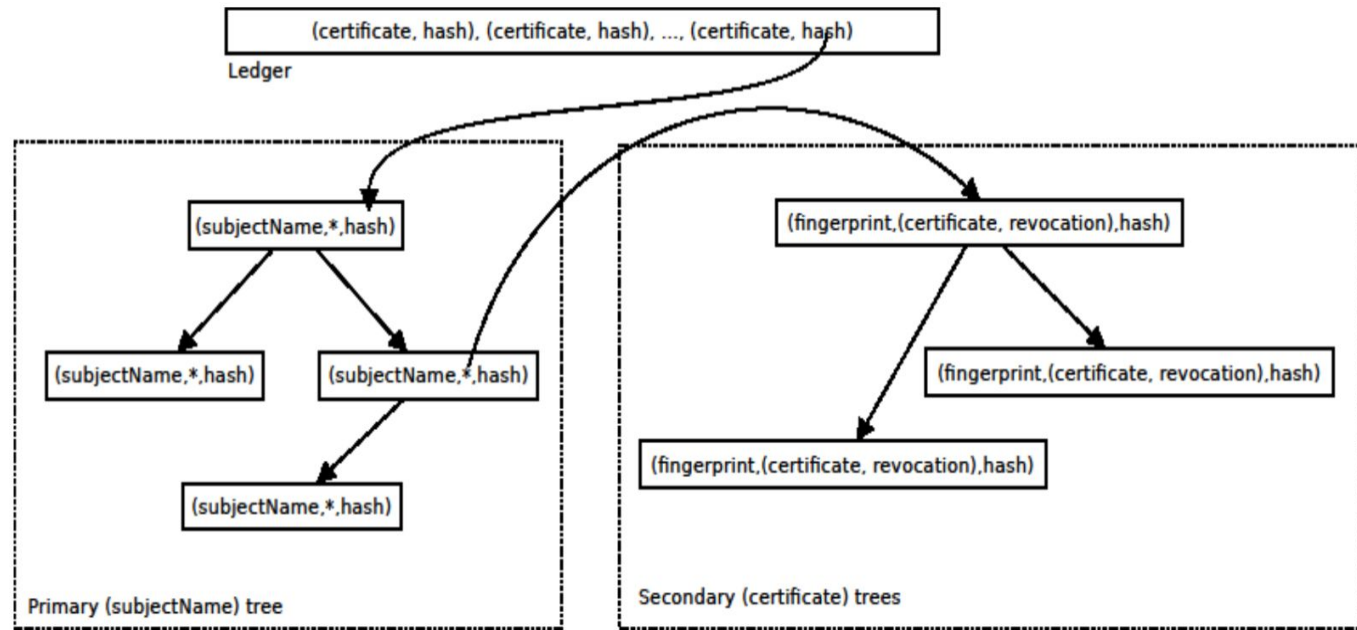 (certificate, hash), (certificate, hash), ..., (certificate, hash)
Ledger
(subjectName,*,hash)
(subjectName,*,hash)
(subjectName,*,hash)
(subjectName,*,hash)
Primary (subjectName) tree
(fingerprint,(certificate, revocation),hash)
(fingerprint,(certificate, revocation),hash)
(fingerprint,(certificate, revocation),hash)
Secondary (certificate) trees